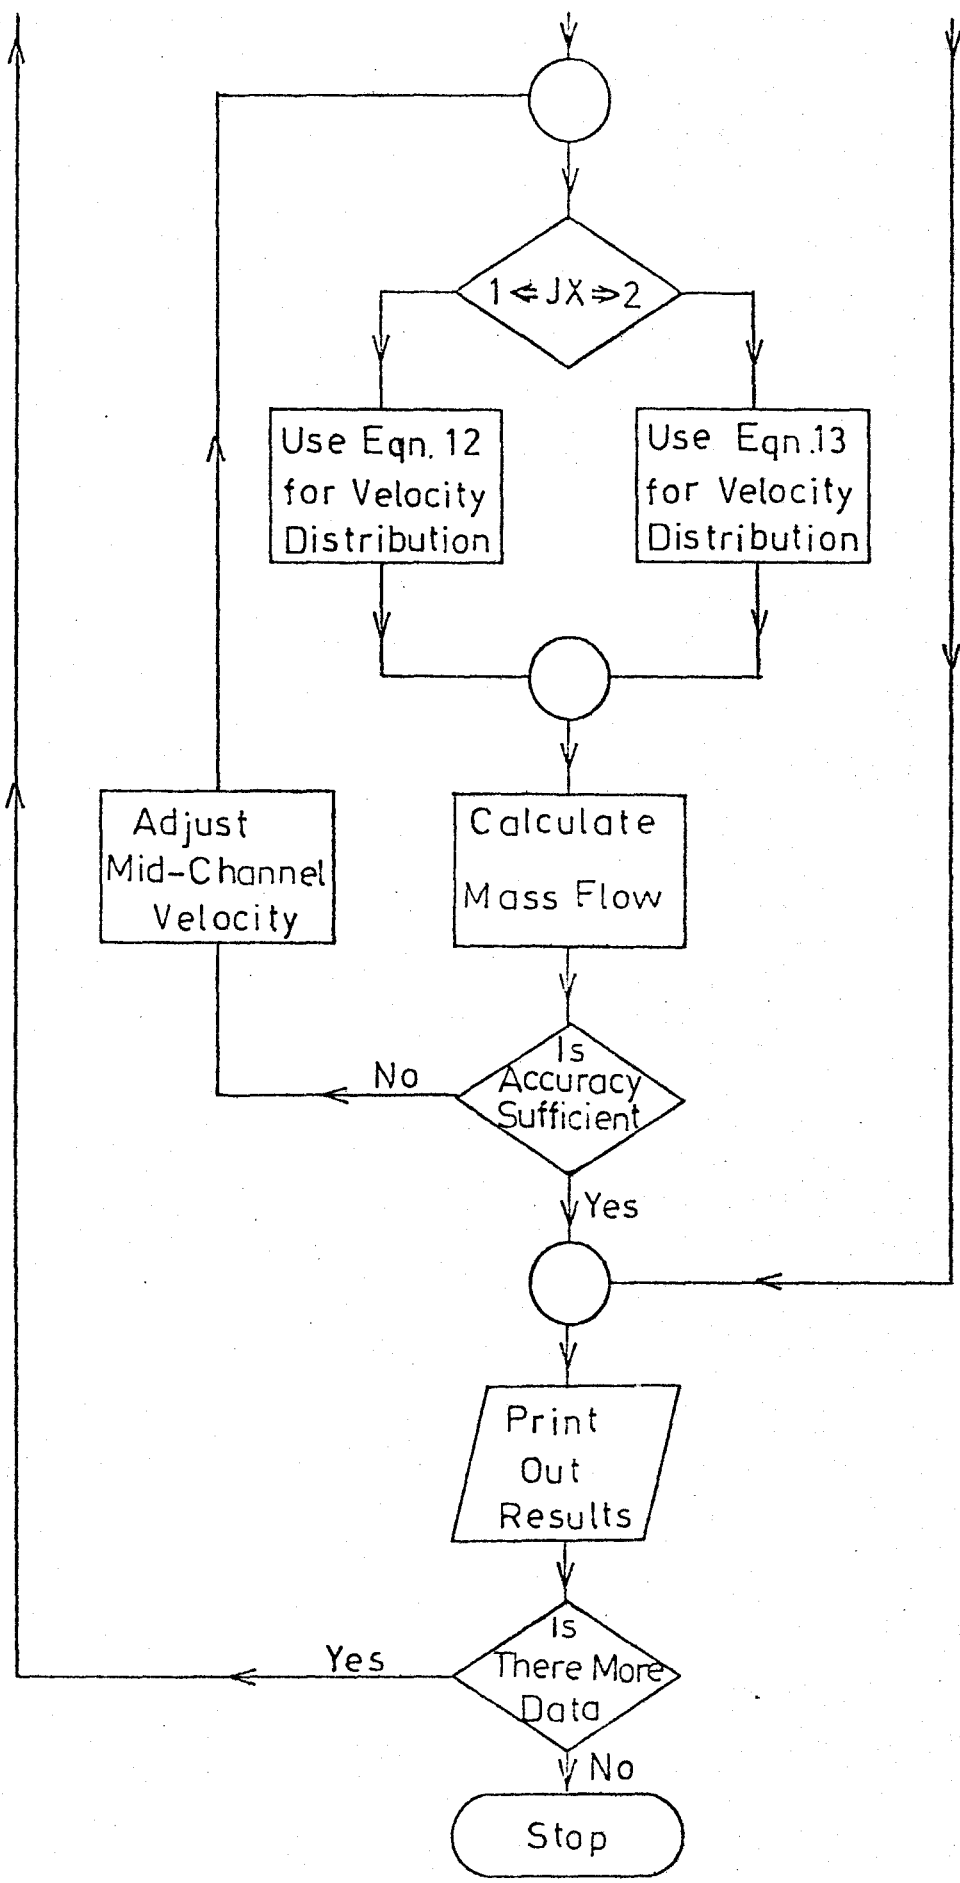 1 ⇐ JX ⇒ 2
Use Eqn. 12
for Velocity
Distribution
Use Eqn.13
for Velocity
Distribution
Adjust
Mid-Channel
Velocity
Calculate
Mass Flow
Is
Accuracy
Sufficient
No
Yes
Print
Out
Results
Is
There More
Data
Yes
No
Stop